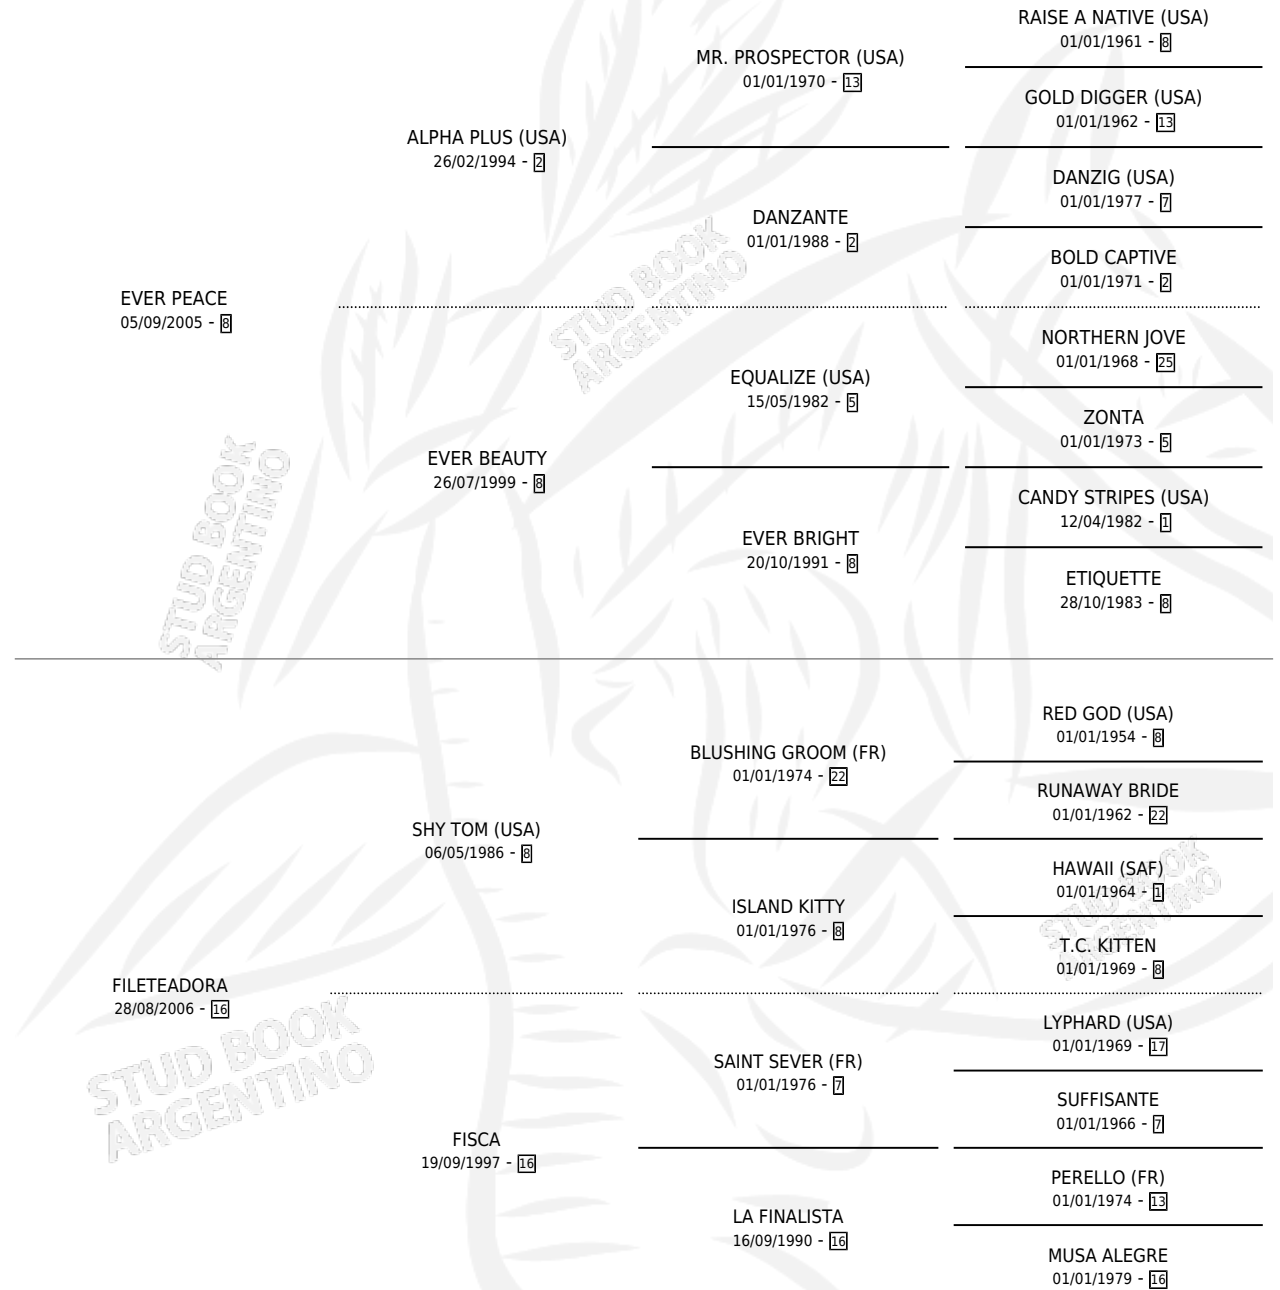 RAISE A NATIVE (USA)
01/01/1961 - 8
MR. PROSPECTOR (USA)
01/01/1970 - 13
GOLD DIGGER (USA)
01/01/1962 - 13
ALPHA PLUS (USA)
26/02/1994 - 2
DANZIG (USA)
01/01/1977 - 7
DANZANTE
01/01/1988 - 2
BOLD CAPTIVE
01/01/1971 - 2
EVER PEACE
05/09/2005 - 8
NORTHERN JOVE
01/01/1968 - 25
EQUALIZE (USA)
15/05/1982 - 5
ZONTA
01/01/1973 - 5
EVER BEAUTY
26/07/1999 - 8
CANDY STRIPES (USA)
12/04/1982 - 1
EVER BRIGHT
20/10/1991 - 8
ETIQUETTE
28/10/1983 - 8
RED GOD (USA)
01/01/1954 - 8
BLUSHING GROOM (FR)
01/01/1974 - 22
RUNAWAY BRIDE
01/01/1962 - 22
SHY TOM (USA)
06/05/1986 - 8
HAWAII (SAF)
01/01/1964 - 1
ISLAND KITTY
01/01/1976 - 8
T.C. KITTEN
01/01/1969 - 8
FILETEADORA
28/08/2006 - 16
LYPHARD (USA)
01/01/1969 - 17
SAINT SEVER (FR)
01/01/1976 - 7
SUFFISANTE
01/01/1966 - 7
FISCA
19/09/1997 - 16
PERELLO (FR)
01/01/1974 - 13
LA FINALISTA
16/09/1990 - 16
MUSA ALEGRE
01/01/1979 - 16
STUD BOOK
ARGENTINO
STUD BOOK
ARGENTINO
STUD BOOK
ARGENTINO
STUD BOOK
ARGENTINO